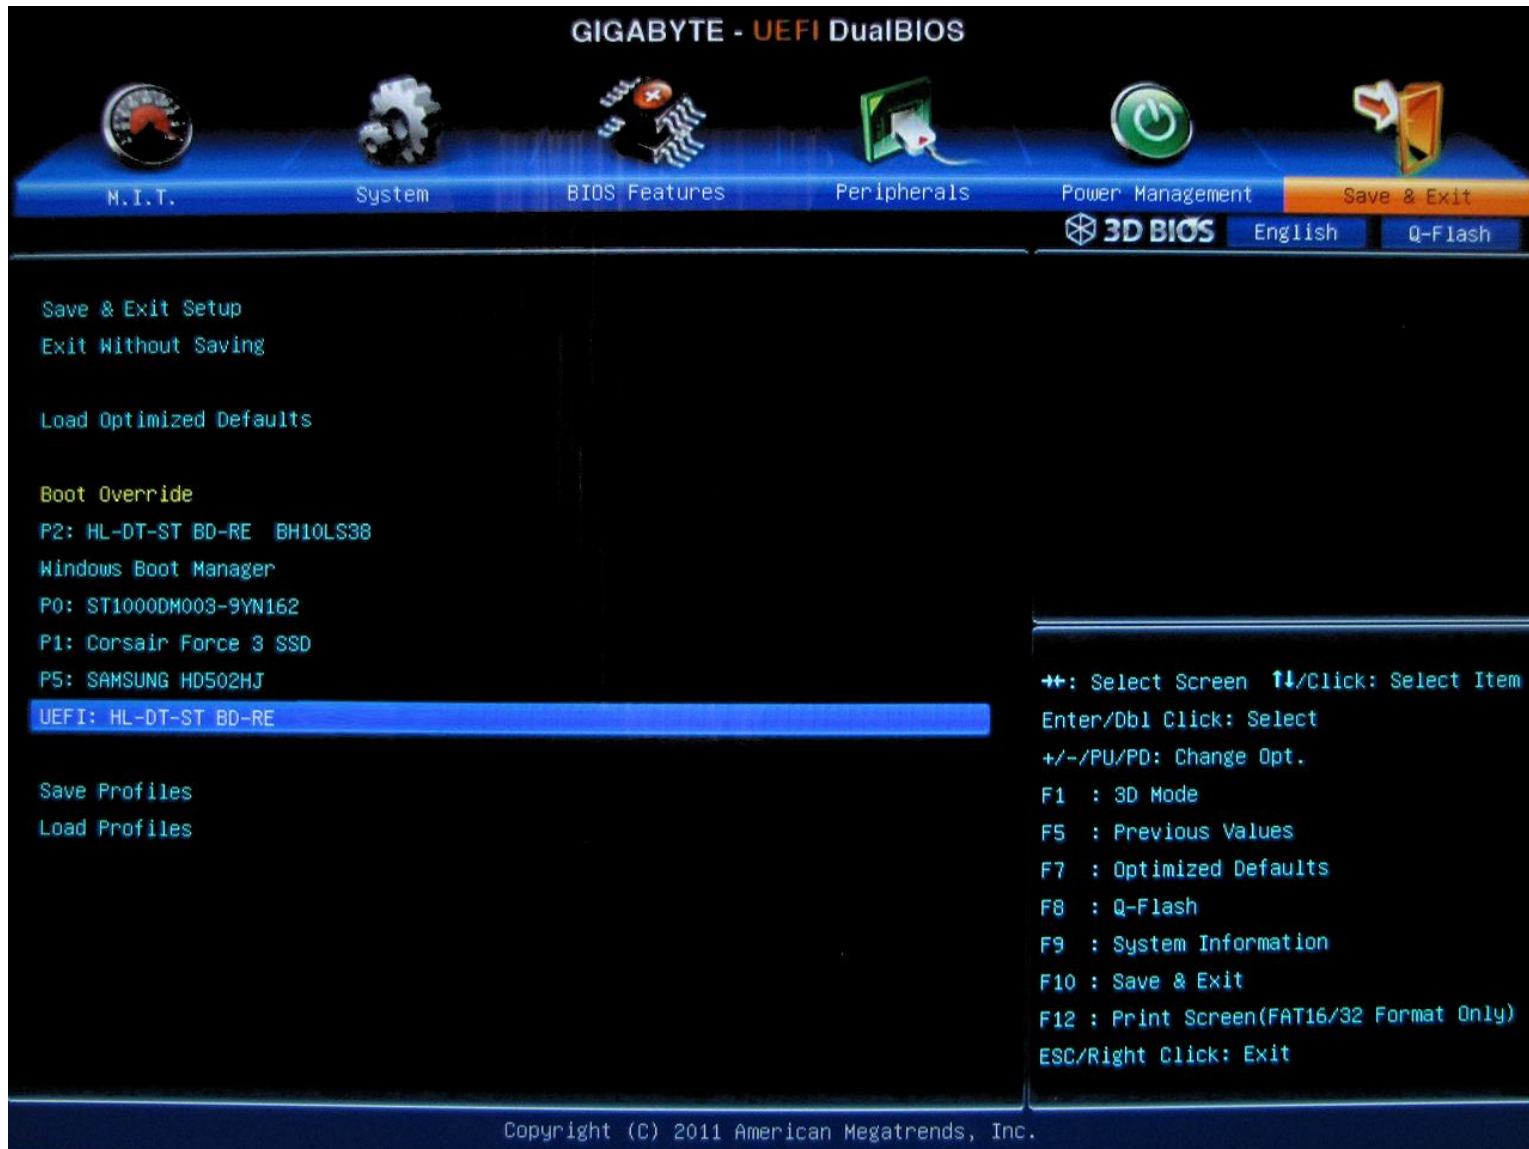 GIGABYTE - UEFI DualBIOS
M.I.T.
System
BIOS Features
Peripherals
Power Management
Save & Exit
3D BIOS
English
Q-Flash
Save & Exit Setup
Exit Without Saving
Load Optimized Defaults
Boot Override
P2: HL-DT-ST BD-RE BH10LS38
Windows Boot Manager
P0: ST1000DM003-9YN162
P1: Corsair Force 3 SSD
P5: SAMSUNG HD502HJ
UEFI: HL-DT-ST BD-RE
Save Profiles
Load Profiles
→←: Select Screen ↑↓/Click: Select Item
Enter/Dbl Click: Select
+/-/PU/PD: Change Opt.
F1 : 3D Mode
F5 : Previous Values
F7 : Optimized Defaults
F8 : Q-Flash
F9 : System Information
F10 : Save & Exit
F12 : Print Screen(FAT16/32 Format Only)
ESC/Right Click: Exit
Copyright (C) 2011 American Megatrends, Inc.